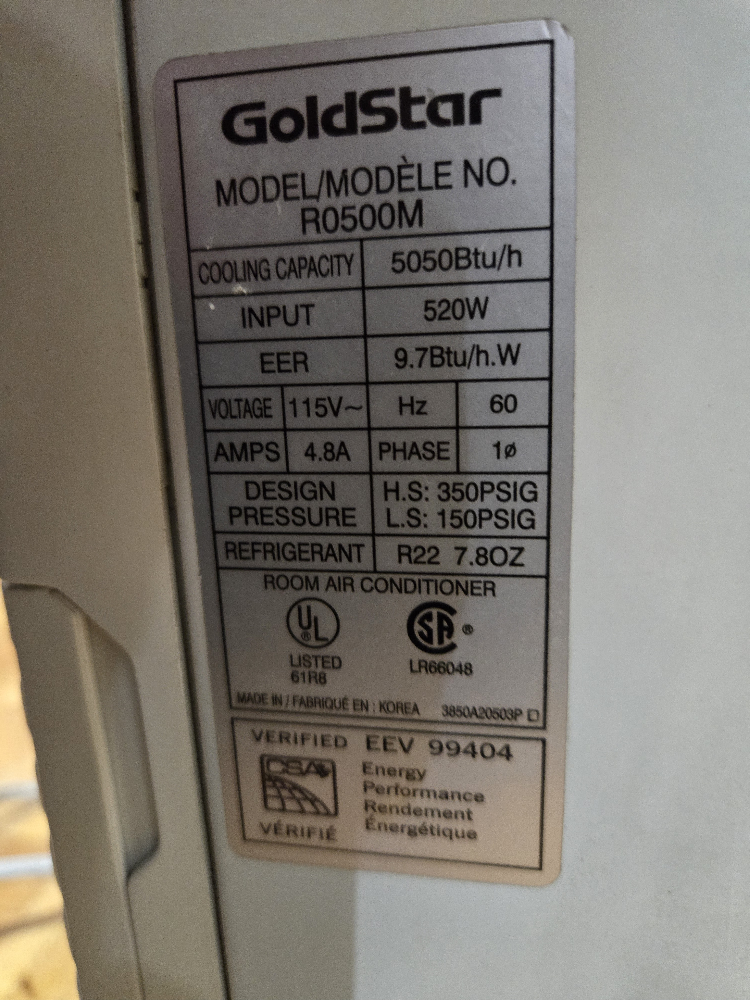 GoldStar
MODEL/MODÈLE NO.
R0500M
COOLING CAPACITY 5050Btu/h
INPUT 520W
EER 9.7Btu/h.W
VOLTAGE 115V~ Hz 60
AMPS 4.8A PHASE 1ø
DESIGN PRESSURE H.S: 350PSIG
L.S: 150PSIG
REFRIGERANT R22 7.8OZ
ROOM AIR CONDITIONER
UL ® SA ®
LISTED LR66048
61R8
MADE IN / FABRIQUÉ EN : KOREA 3850A20503P
VERIFIED EEV 99404
CSA Energy
Performance
Rendement
VÉRIFIÉ Énergétique